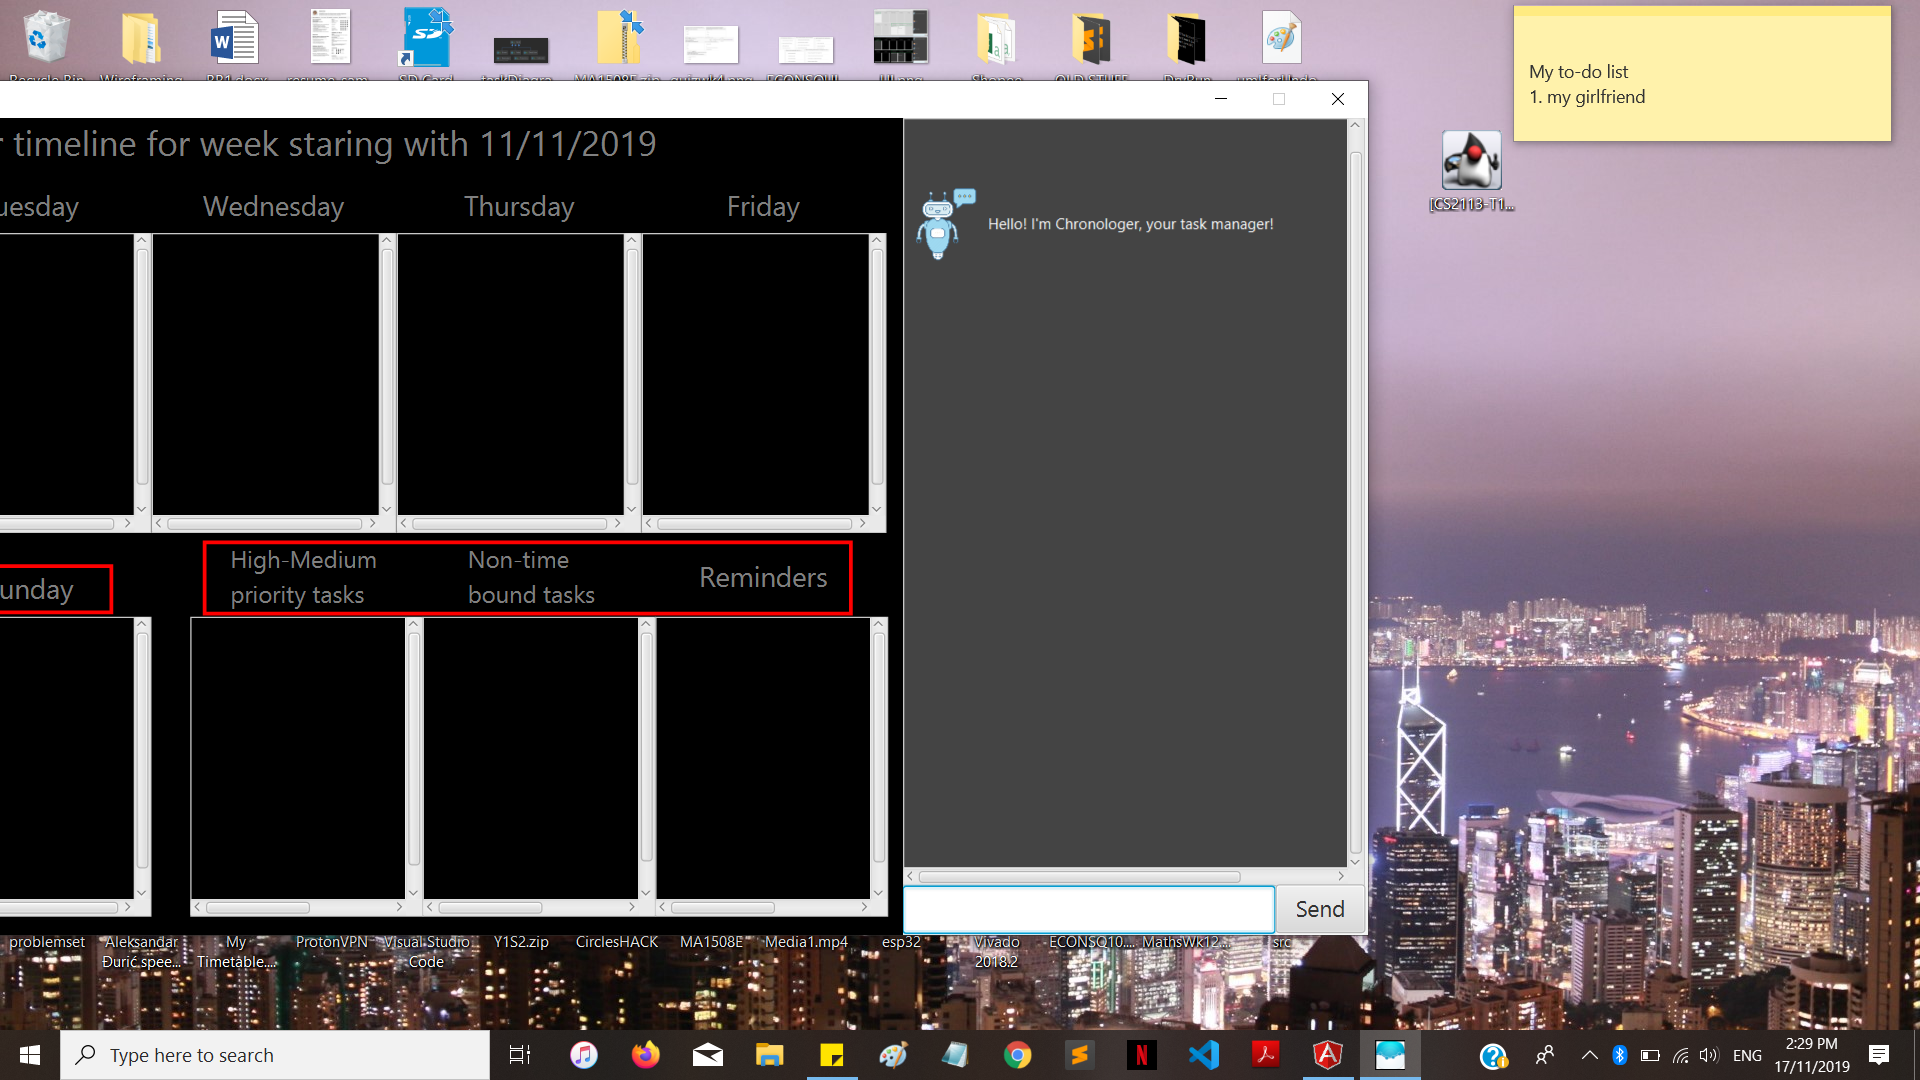 My to-do list
1. my girlfriend
[CS2113-T1...
timeline for week staring with 11/11/2019
uesday
Wednesday
Thursday
Friday
Hello! I'm Chronologer, your task manager!
High-Medium
priority tasks
Non-time
bound tasks
Reminders
unday
Send
problemset
Aleksandar
Đurić spee...
My
Timetable....
ProtonVPN
Visual Studio
Code
Y1S2.zip
CirclesHACK
MA1508E
Media1.mp4
esp32
Vivado
2018.2
ECONSQ10....
MathsWk12....
src
Type here to search
ENG
2:29 PM
17/11/2019